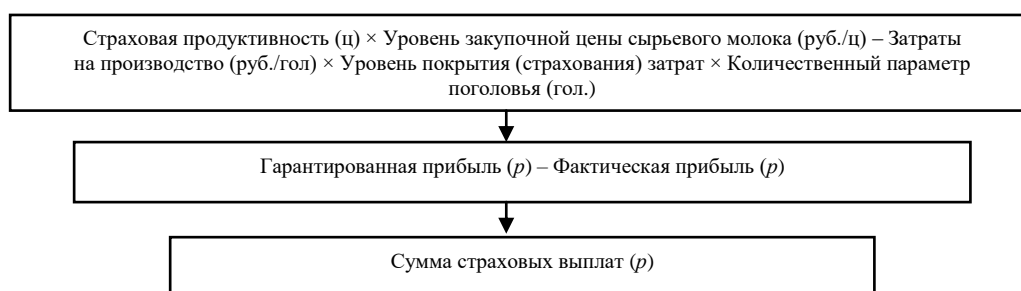 Страховая продуктивность (ц) × Уровень закупочной цены сырьевого молока (руб./ц) – Затраты
на производство (руб./гол) × Уровень покрытия (страхования) затрат × Количественный параметр
поголовья (гол.)
Гарантированная прибыль (р) – Фактическая прибыль (р)
Сумма страховых выплат (р)